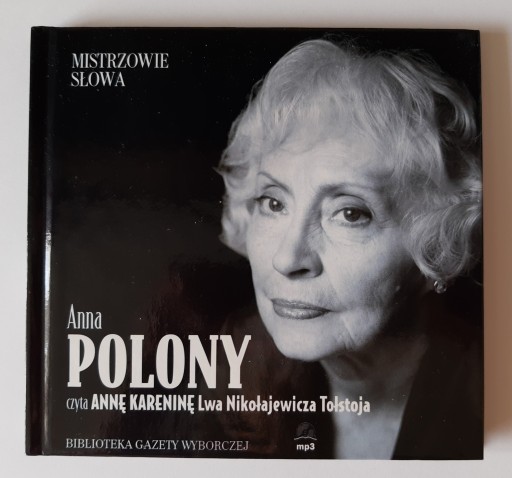 MISTRZOWIE
SŁOWA
Anna
POLONY
czyta ANNĘ KARENINĘ Lwa Nikołajewicza Tołstoja
BIBLIOTEKA GAZETY WYBORCZEJ
mp3